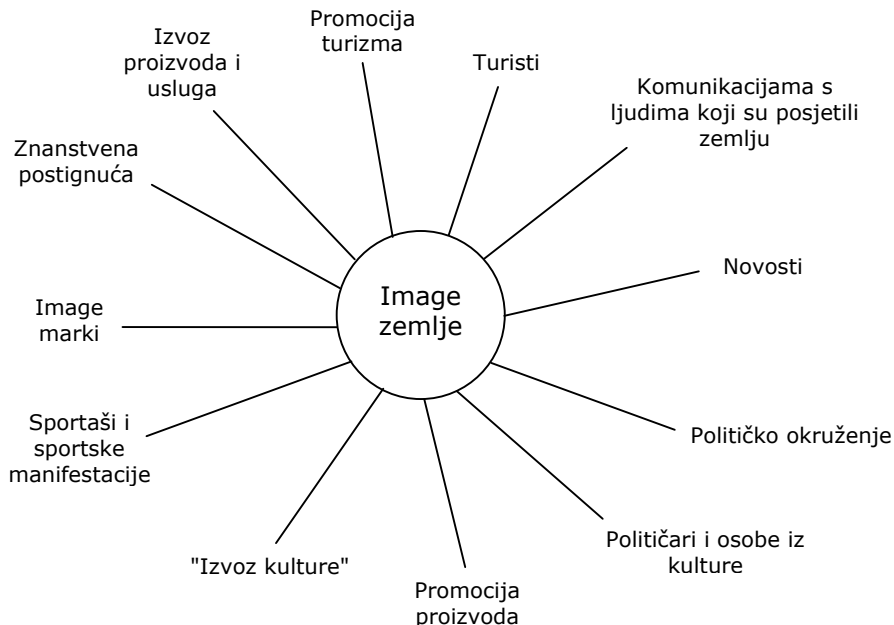 Promocija
turizma
Izvoz
proizvoda i
usluga
Turisti
Komunikacijama s
ljudima koji su posjetili
zemlju
Znanstvena
postignuća
Novosti
Image
zemlje
Image
marki
Sportaši i
sportske
manifestacije
Političko okruženje
"Izvoz kulture"
Političari i osobe iz
kulture
Promocija
proizvoda